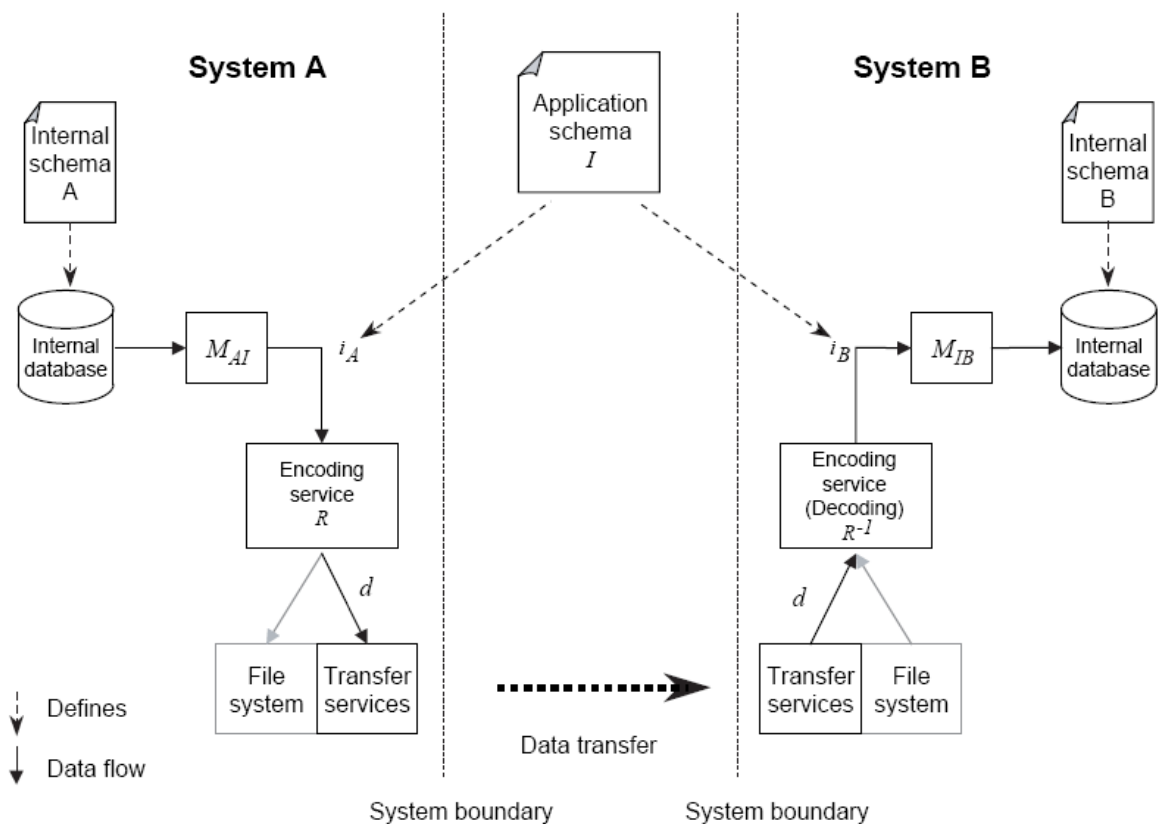 System A
System B
Application
schema
I
Internal
schema
A
Internal
schema
B
Internal
database
M_AI
i_A
i_B
M_IB
Internal
database
Encoding
service
R
Encoding
service
(Decoding)
R^-1
d
d
File
system
Transfer
services
Transfer
services
File
system
Defines
Data flow
Data transfer
System boundary
System boundary